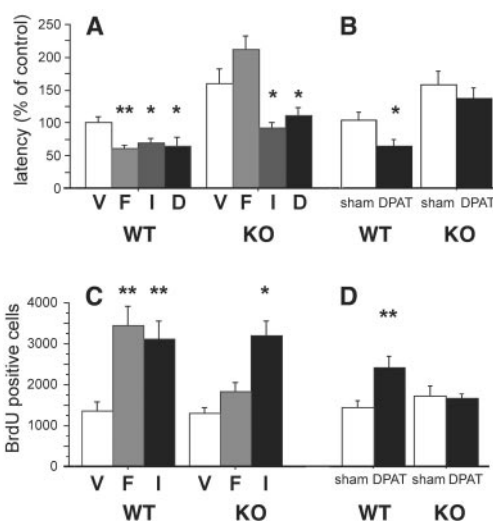 A
B
latency (% of control)
250
200
150
100
50
0
** * *
* *
*
V F I D
V F I D
sham DPAT
sham DPAT
WT
KO
WT
KO
C
D
BrdU positive cells
4000
3000
2000
1000
0
** **
*
**
V F I
V F I
sham DPAT
sham DPAT
WT
KO
WT
KO